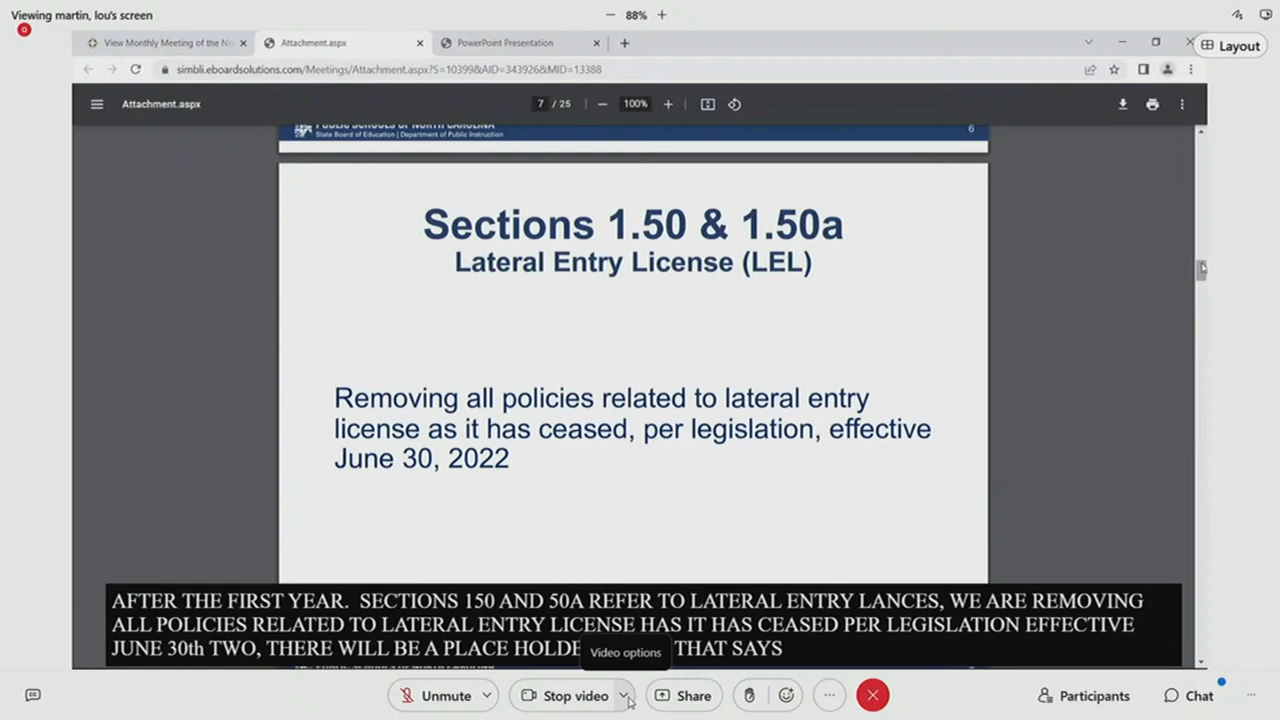 Viewing martin, lou's screen
88%
View Monthly Meeting of the No
Attachment.aspx
PowerPoint Presentation
Layout
simbli.eboardsolutions.com/Meetings/Attachment.aspx?S=10399&AID=343926&MID=13388
Attachment.aspx
7 / 25
100%
PUBLIC SCHOOLS OF NORTH CAROLINA
State Board of Education | Department of Public Instruction
6
Sections 1.50 & 1.50a
Lateral Entry License (LEL)
Removing all policies related to lateral entry
license as it has ceased, per legislation, effective
June 30, 2022
AFTER THE FIRST YEAR. SECTIONS 150 AND 50A REFER TO LATERAL ENTRY LANCES, WE ARE REMOVING
ALL POLICIES RELATED TO LATERAL ENTRY LICENSE HAS IT HAS CEASED PER LEGISLATION EFFECTIVE
JUNE 30th TWO, THERE WILL BE A PLACE HOLDE THAT SAYS
Video options
Unmute
Stop video
Share
Participants
Chat